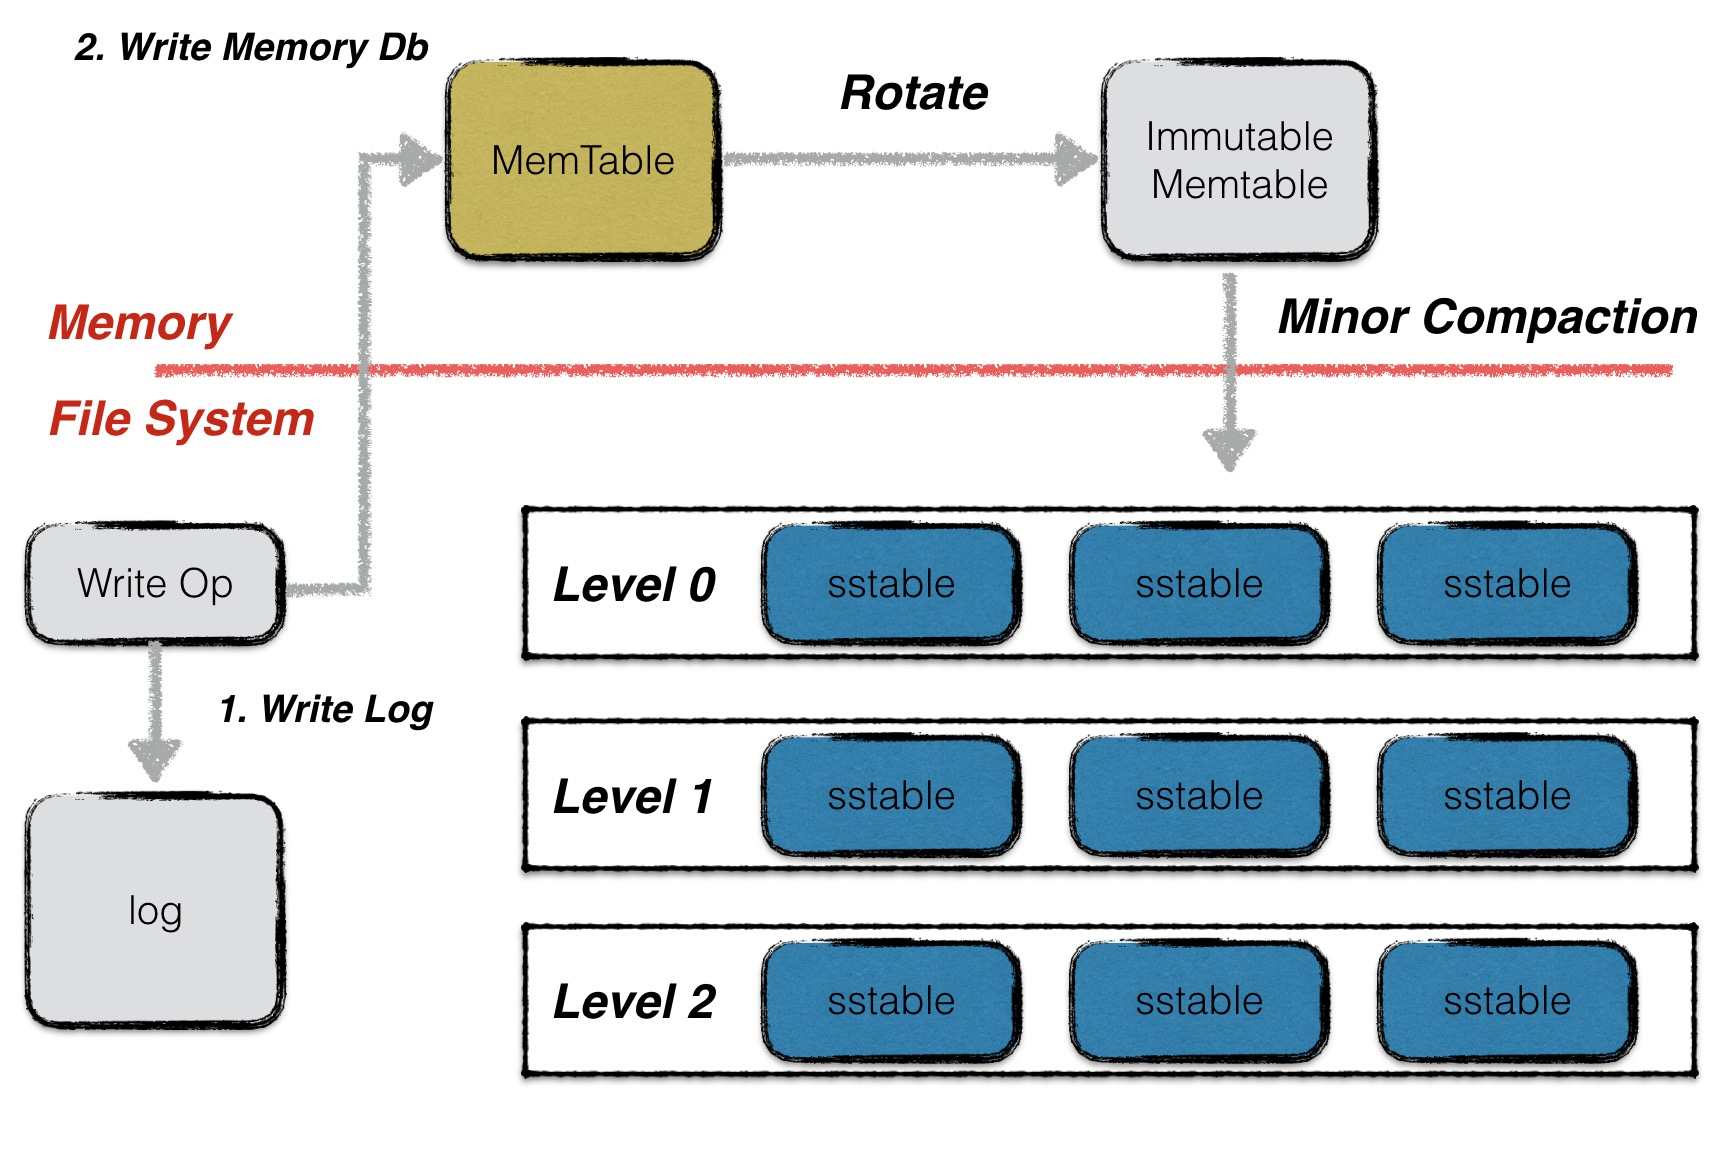 2. Write Memory Db
MemTable
Rotate
Immutable
Memtable
Memory
Minor Compaction
File System
Write Op
1. Write Log
log
Level 0
sstable
sstable
sstable
Level 1
sstable
sstable
sstable
Level 2
sstable
sstable
sstable